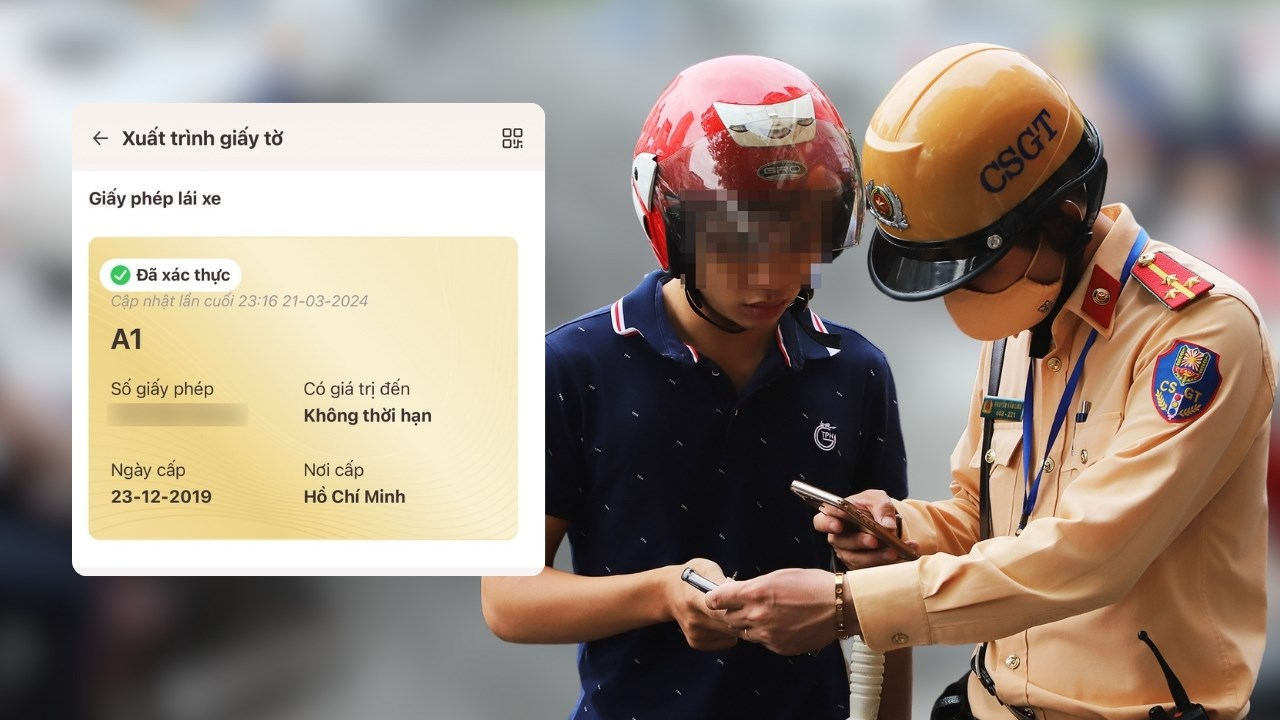 Xuất trình giấy tờ
Giấy phép lái xe
Đã xác thực
Cập nhật lần cuối 23:16 21-03-2024
A1
Số giấy phép
Có giá trị đến
Không thời hạn
Ngày cấp
Nơi cấp
23-12-2019
Hồ Chí Minh
GRO
CSGT
CSGT
TPH